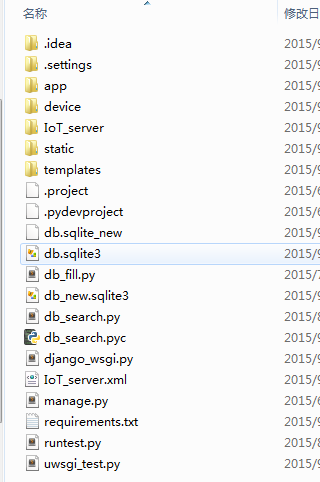 名称 修改日
.idea 2015/9
.settings 2015/6
app 2015/9
device 2015/9
IoT_server 2015/9
static 2015/9
templates 2015/9
.project 2015/6
.pydevproject 2015/6
db.sqlite_new 2015/9
db.sqlite3 2015/9
db_fill.py 2015/7
db_new.sqlite3 2015/9
db_search.py 2015/8
db_search.pyc 2015/9
django_wsgi.py 2015/9
IoT_server.xml 2015/9
manage.py 2015/6
requirements.txt 2015/9
runtest.py 2015/8
uwsgi_test.py 2015/9